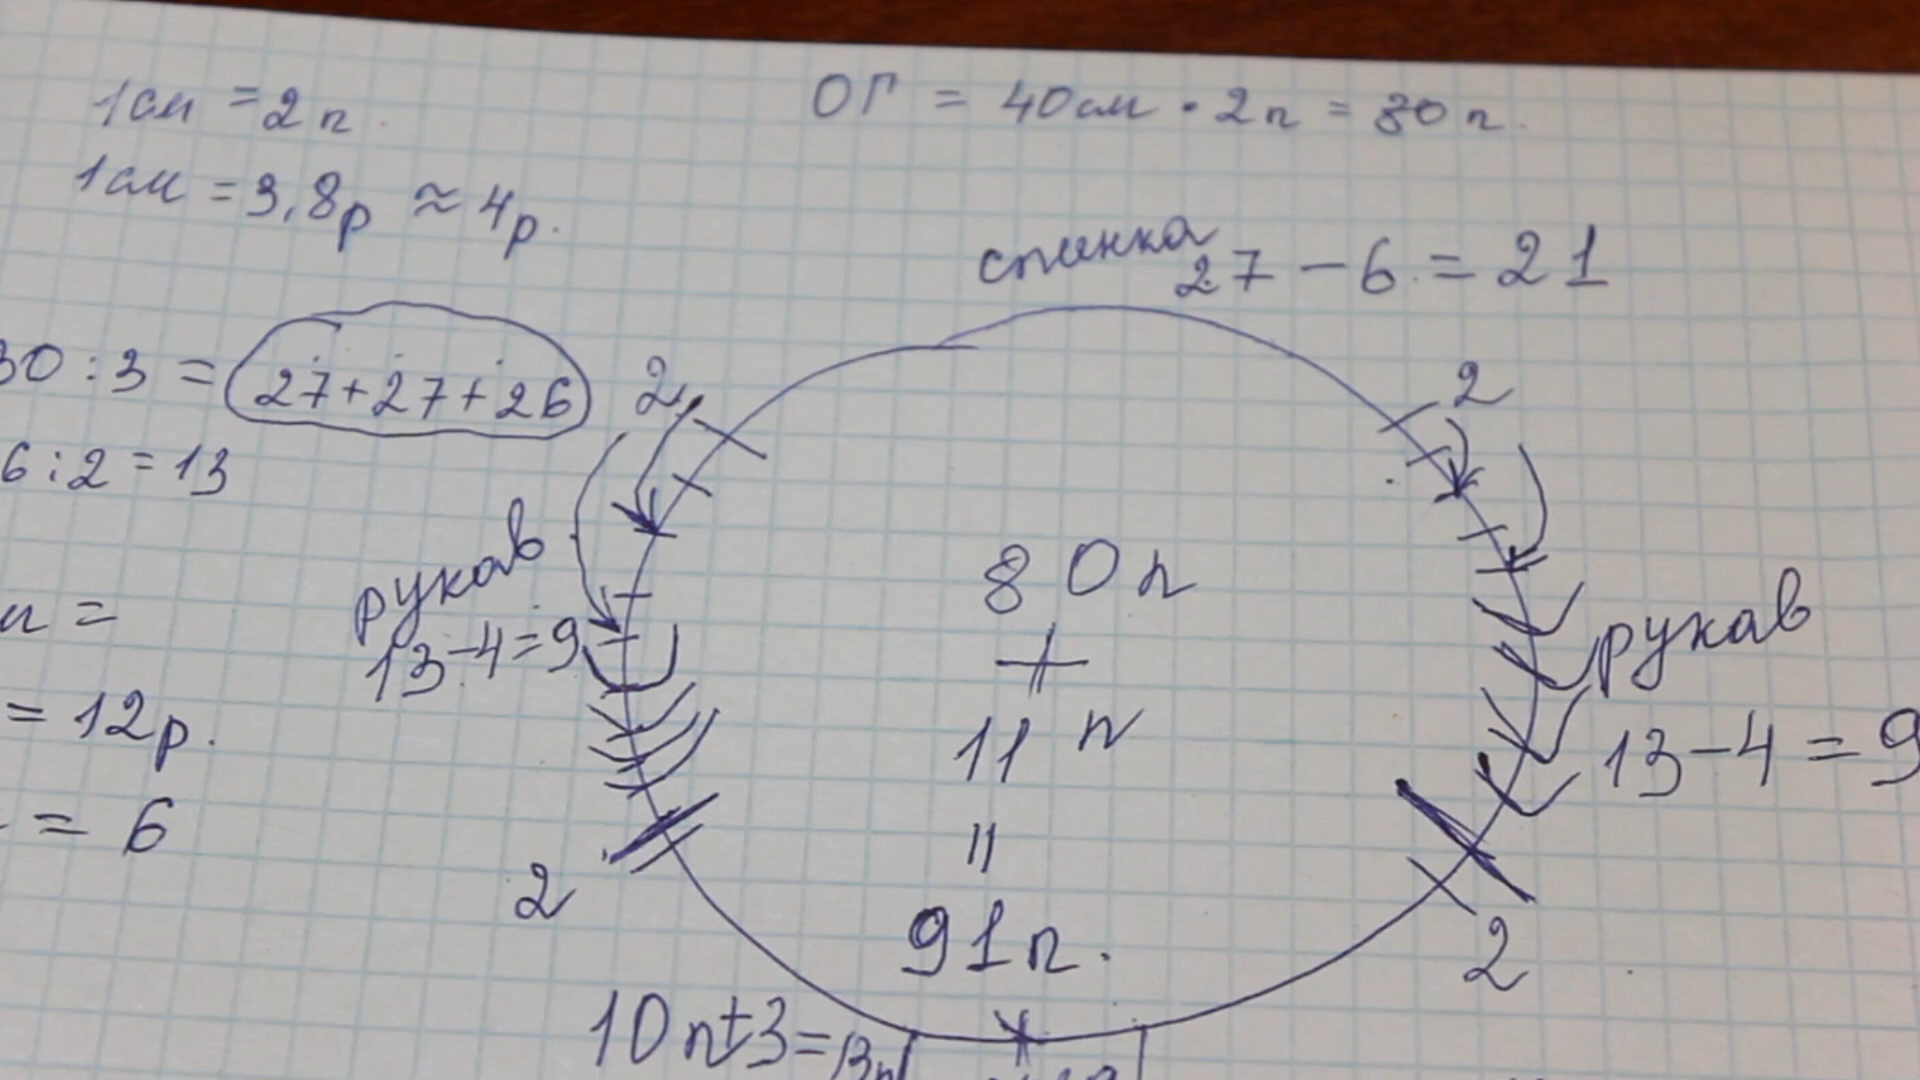 1см = 2п.
ОГ = 40см • 2п = 80п.
1см = 3,8р ≈ 4р.
спинка
27 - 6 = 21
80 : 3 = 27+27+26
2
2
6 : 2 = 13
рукав
13-4=9
80п
+
11п
=
91п.
рукав
13-4=9
=
= 12р.
= 6
2
2
10п+3=13п